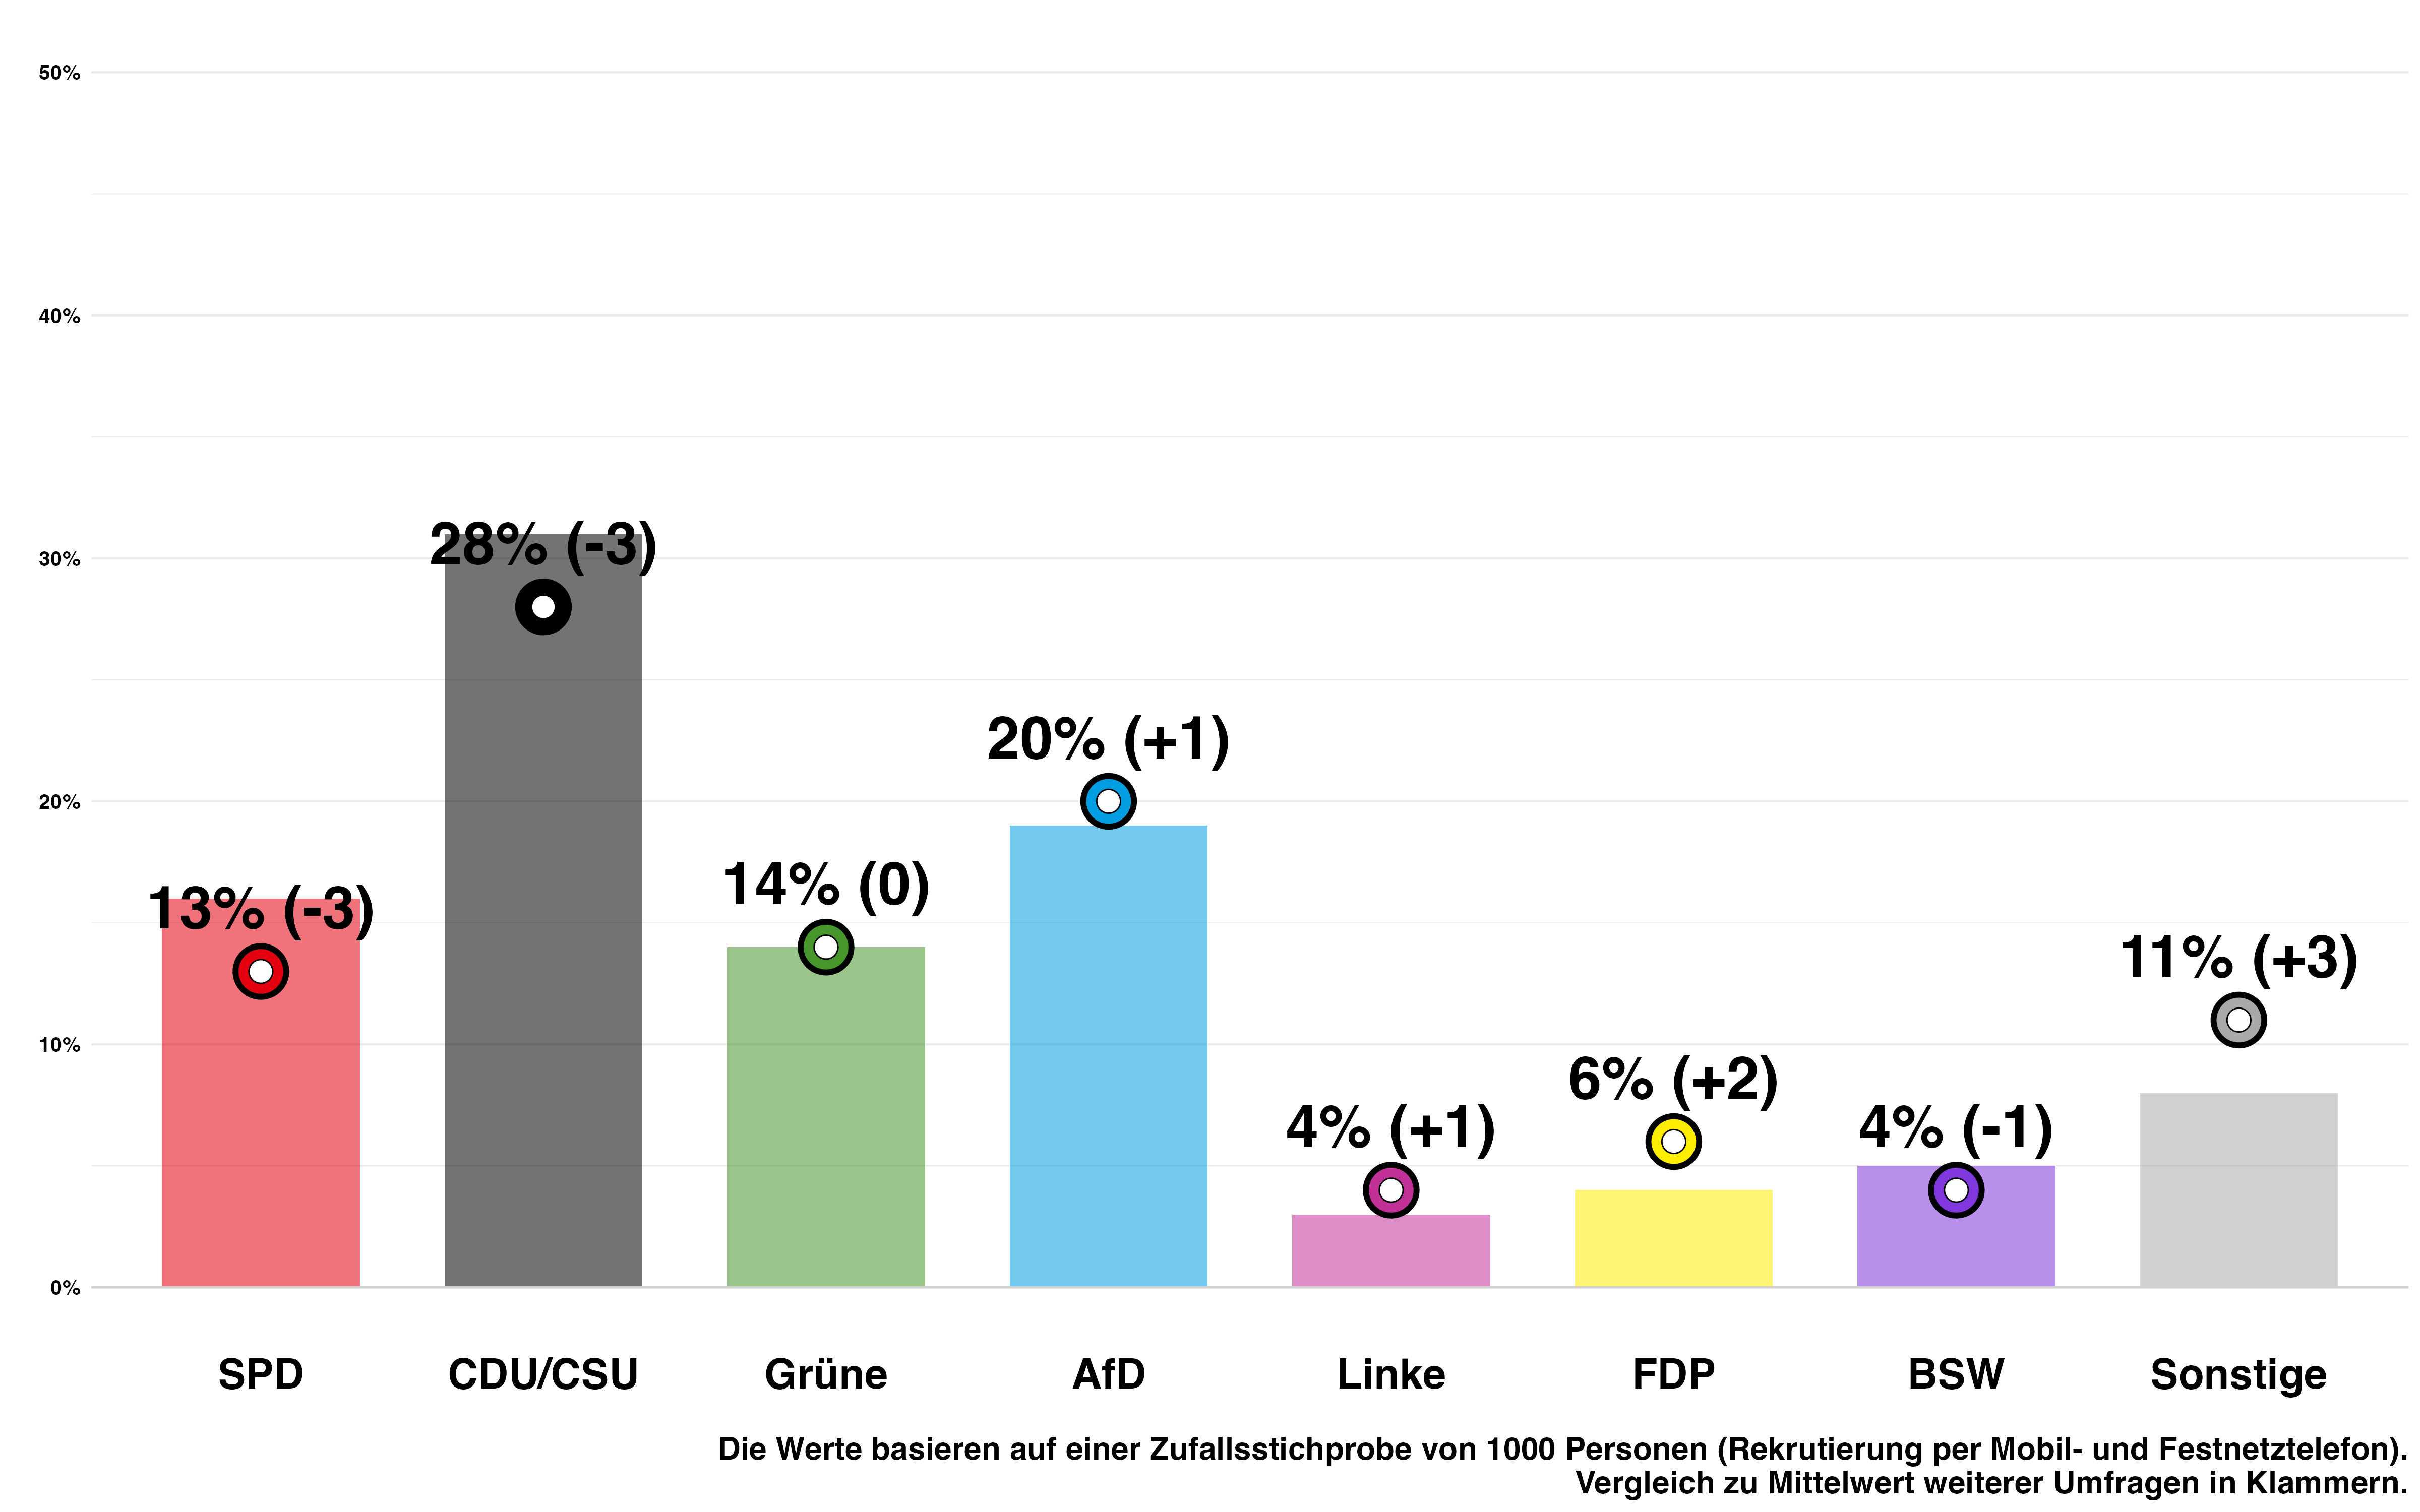 50%
40%
30%
20%
10%
0%
13% (-3)
28% (-3)
14% (0)
20% (+1)
4% (+1)
6% (+2)
4% (-1)
11% (+3)
SPD
CDU/CSU
Grüne
AfD
Linke
FDP
BSW
Sonstige
Die Werte basieren auf einer Zufallsstichprobe von 1000 Personen (Rekrutierung per Mobil- und Festnetztelefon).
Vergleich zu Mittelwert weiterer Umfragen in Klammern.